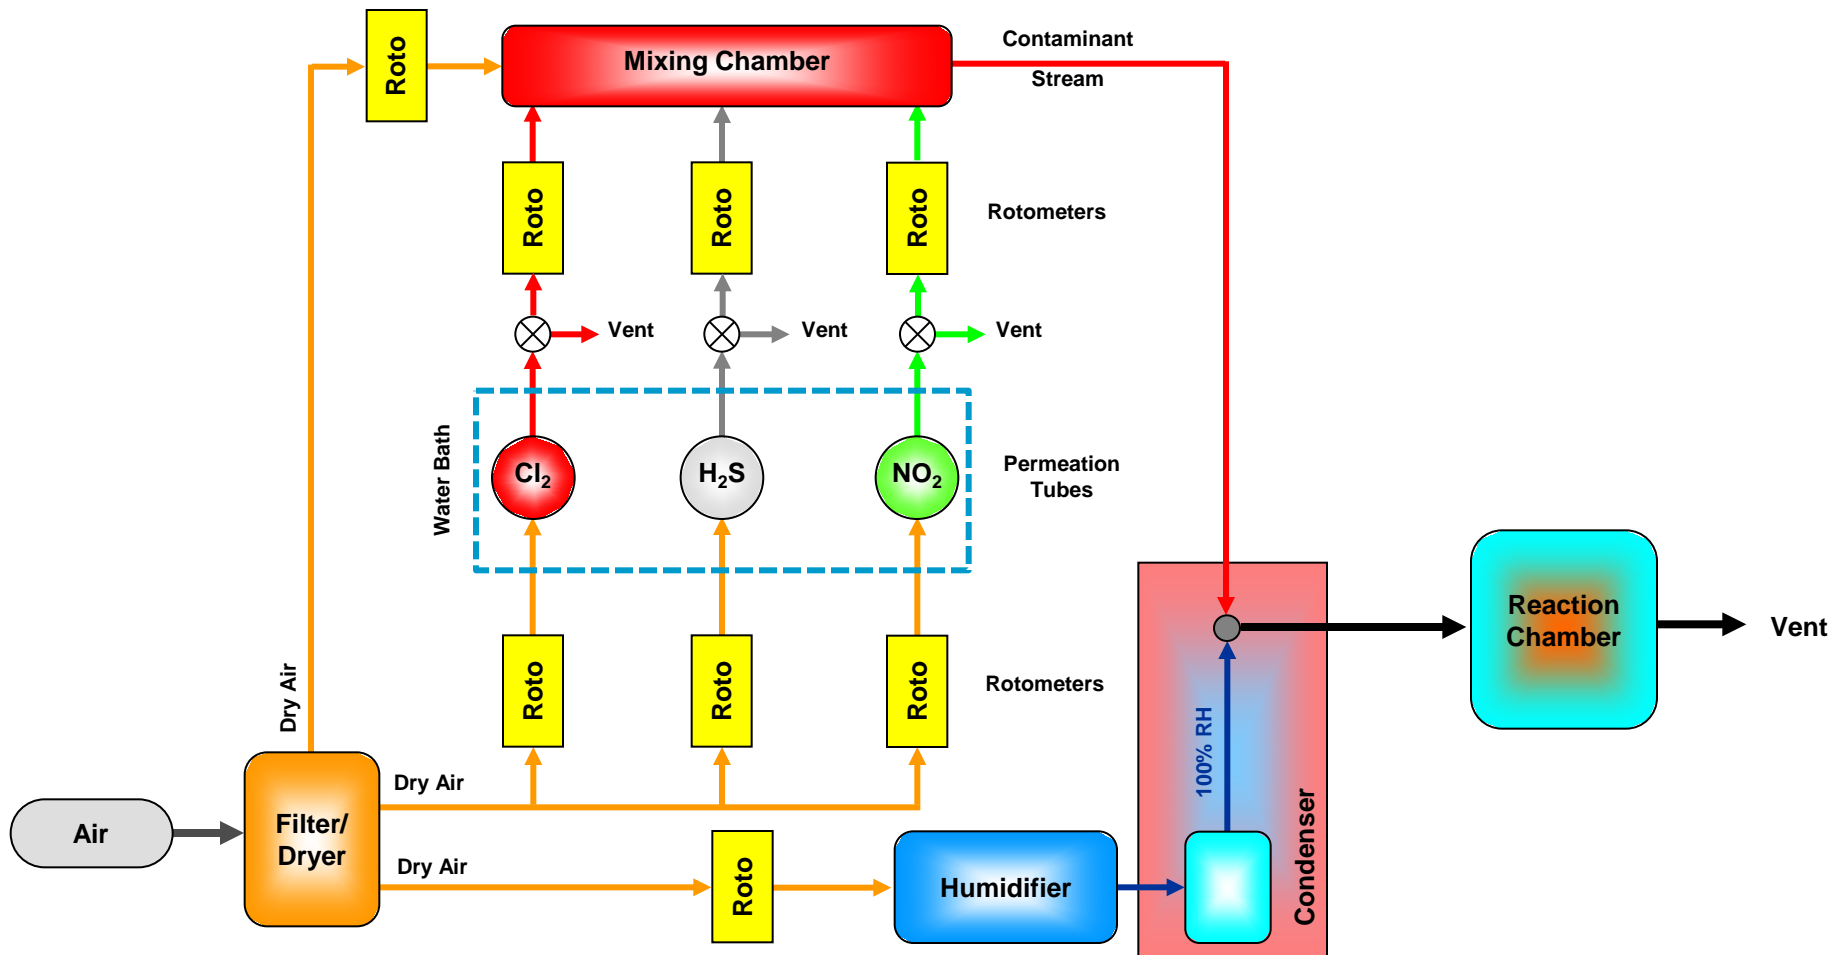 Roto
Mixing Chamber
Contaminant
Stream
Roto
Roto
Roto
Rotometers
Vent
Vent
Vent
Water Bath
Cl2
H2S
NO2
Permeation
Tubes
Reaction
Chamber
Vent
Dry Air
Roto
Roto
Roto
Rotometers
100% RH
Condenser
Dry Air
Air
Filter/
Dryer
Dry Air
Roto
Humidifier